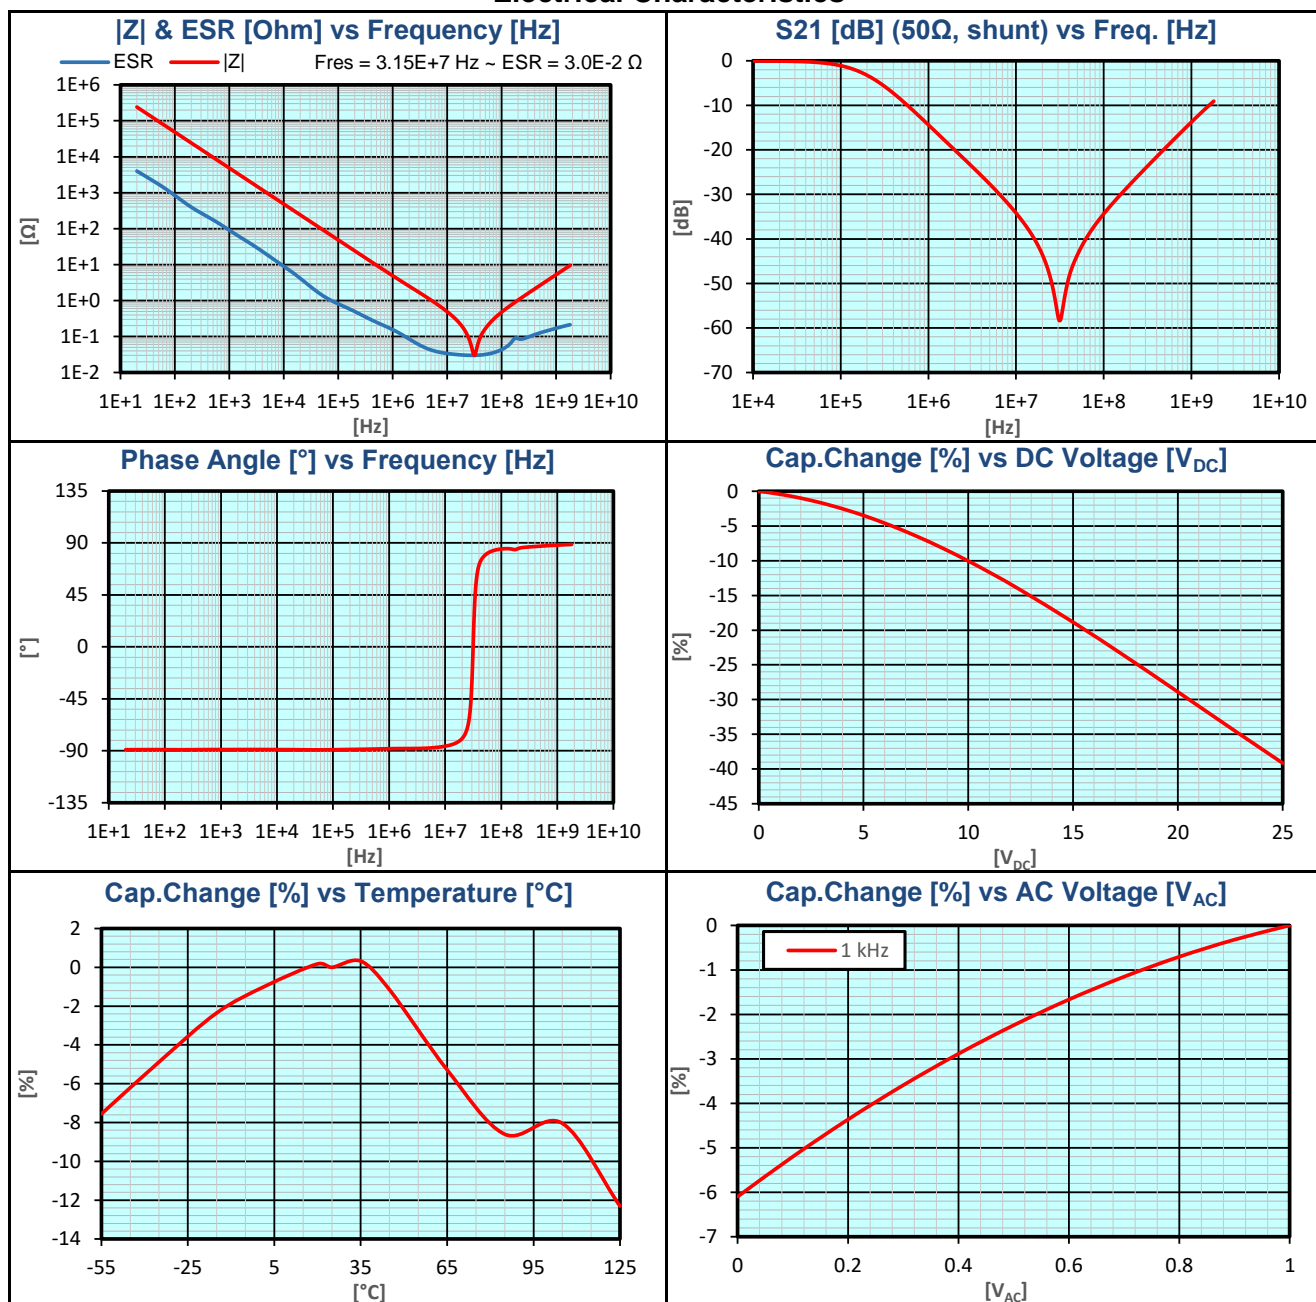 Electrical Characteristics
|Z| & ESR [Ohm] vs Frequency [Hz]
ESR |Z| Fres = 3.15E+7 Hz ~ ESR = 3.0E-2 Ω
1E+6
1E+5
1E+4
1E+3
1E+2
1E+1
1E+0
1E-1
1E-2
[Ω]
1E+1 1E+2 1E+3 1E+4 1E+5 1E+6 1E+7 1E+8 1E+9 1E+10
[Hz]
S21 [dB] (50Ω, shunt) vs Freq. [Hz]
0
-10
-20
-30
-40
-50
-60
-70
[dB]
1E+4 1E+5 1E+6 1E+7 1E+8 1E+9 1E+10
[Hz]
Phase Angle [°] vs Frequency [Hz]
135
90
45
0
-45
-90
-135
[°]
1E+1 1E+2 1E+3 1E+4 1E+5 1E+6 1E+7 1E+8 1E+9 1E+10
[Hz]
Cap.Change [%] vs DC Voltage [VDC]
0
-5
-10
-15
-20
-25
-30
-35
-40
-45
[%]
0 5 10 15 20 25
[VDC]
Cap.Change [%] vs Temperature [°C]
2
0
-2
-4
-6
-8
-10
-12
-14
[%]
-55 -25 5 35 65 95 125
[°C]
Cap.Change [%] vs AC Voltage [VAC]
1 kHz
0
-1
-2
-3
-4
-5
-6
-7
[%]
0 0.2 0.4 0.6 0.8 1
[VAC]